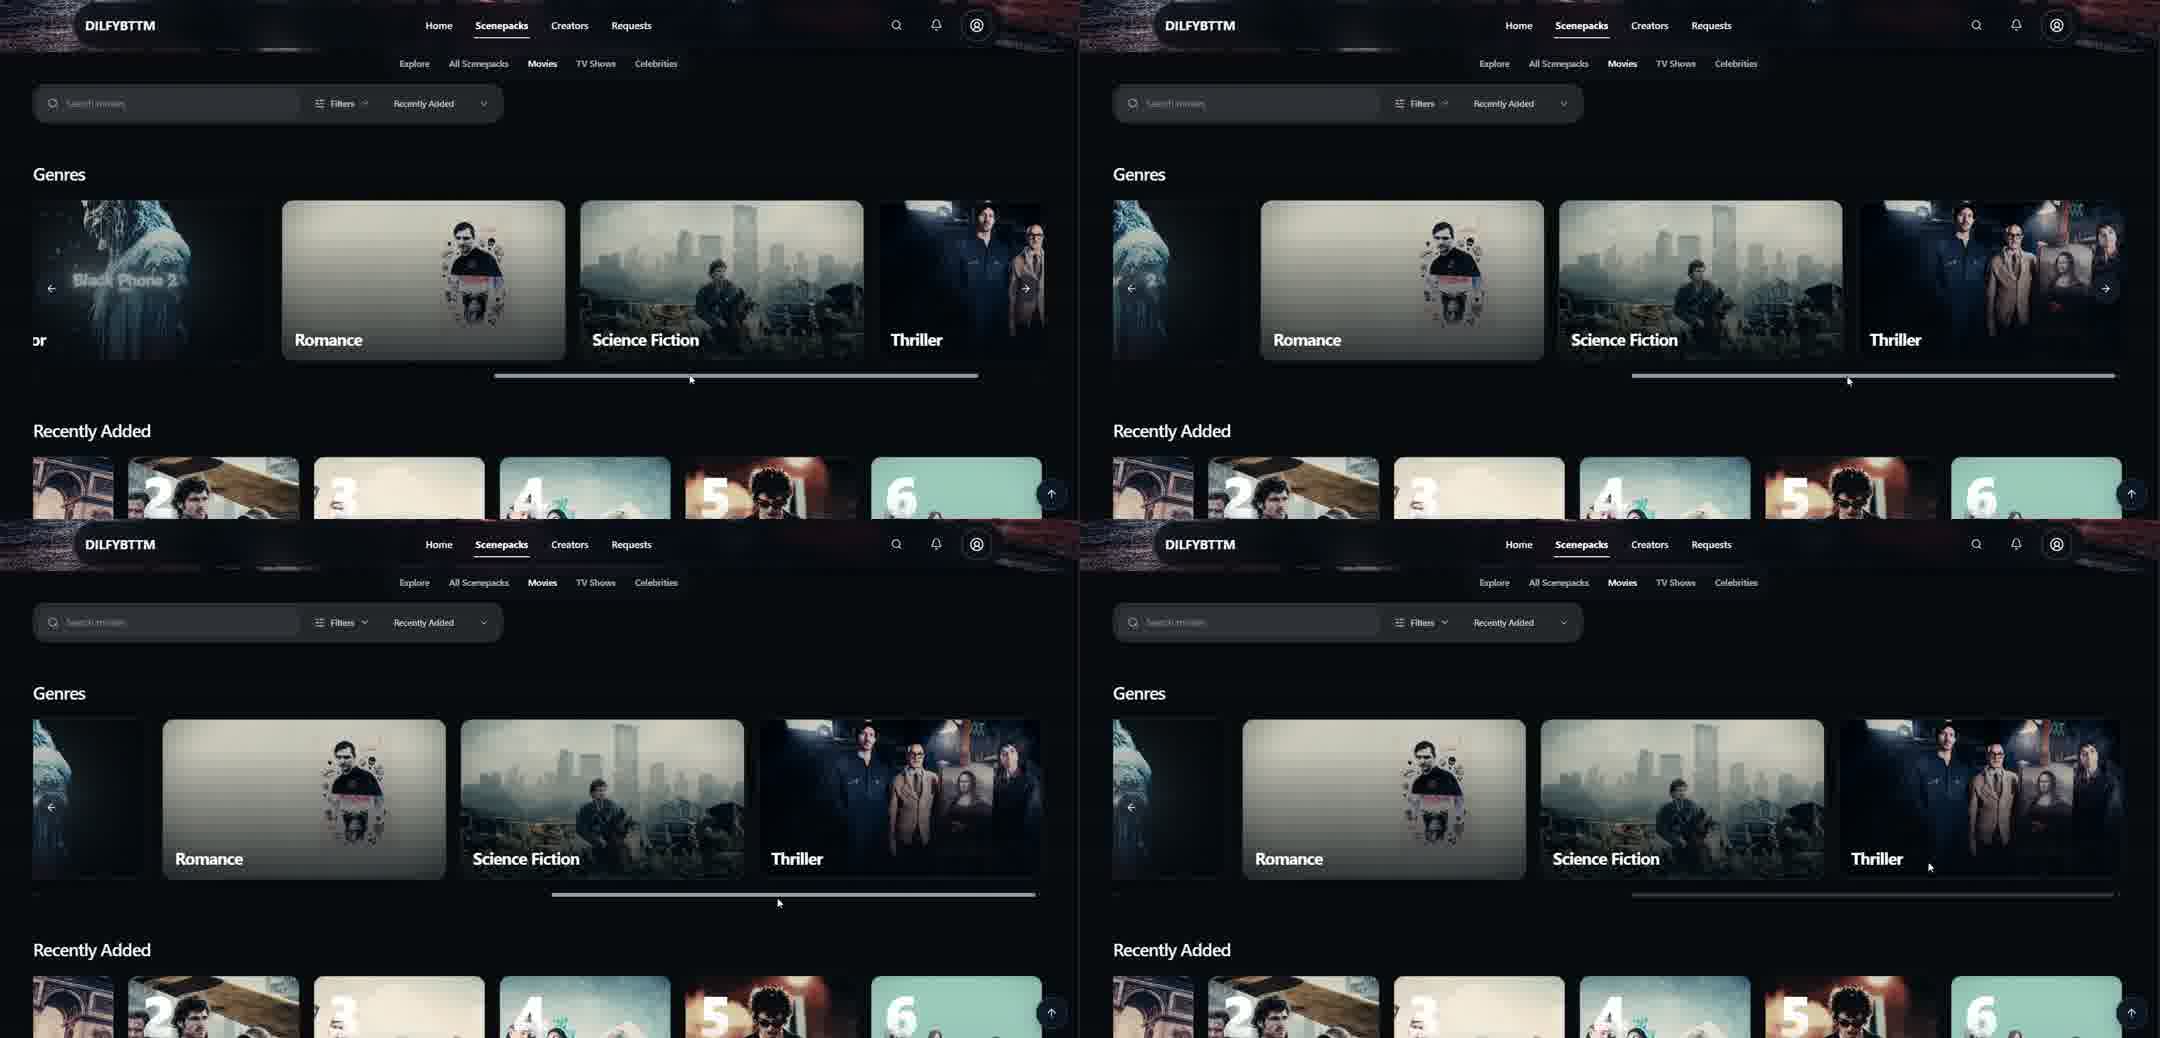 DILFYBTTM Home Scenepacks Creators Requests
Explore All Scenepacks Movies TV Shows Celebrities
Search movies Filters Recently Added
Genres
Black Phone 2
or Romance Science Fiction Thriller
Recently Added
2 3 4 5 6
DILFYBTTM Home Scenepacks Creators Requests
Explore All Scenepacks Movies TV Shows Celebrities
Search movies Filters Recently Added
Genres
2
Romance Science Fiction Thriller
Recently Added
2 3 4 5 6
DILFYBTTM Home Scenepacks Creators Requests
Explore All Scenepacks Movies TV Shows Celebrities
Search movies Filters Recently Added
Genres
Romance Science Fiction Thriller
Recently Added
2 3 4 5 6
DILFYBTTM Home Scenepacks Creators Requests
Explore All Scenepacks Movies TV Shows Celebrities
Search movies Filters Recently Added
Genres
Romance Science Fiction Thriller
Recently Added
2 3 4 5 6